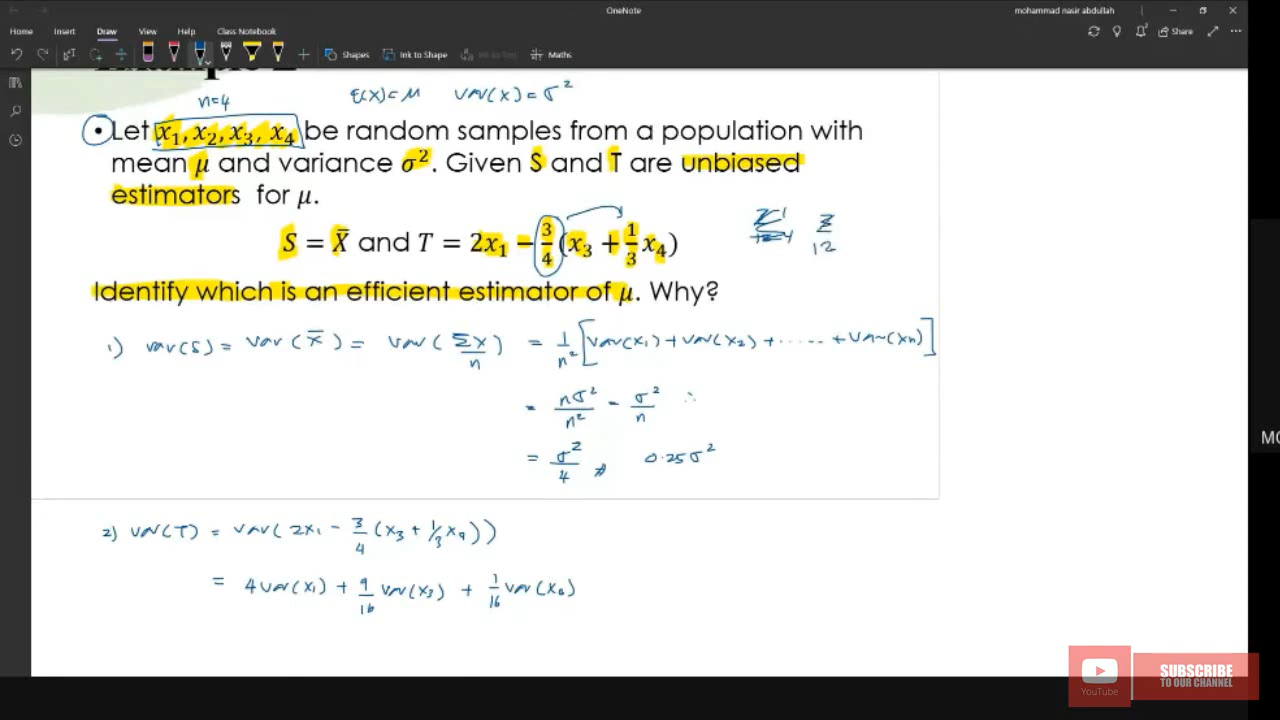 OneNote
mohammad nasir abdullah
Home Insert Draw View Help Class Notebook
Share
Shapes Ink to Shape Maths
n=4 E(X)=μ var(X)=σ²
• Let x₁, x₂, x₃, x₄ be random samples from a population with
mean μ and variance σ². Given S and T are unbiased
estimators for μ.
S = X̄ and T = 2x₁ − 3/4(x₃ + 1/3 x₄)
12
Identify which is an efficient estimator of μ. Why?
1) var(S) = var(X̄) = var(Σx/n) = 1/n² [var(x₁) + var(x₂) + ...... + var(xn)]
= nσ²/n² = σ²/n ∴
= σ²/4 0.25σ²
2) var(T) = var(2x₁ − 3/4(x₃ + 1/3x₄))
= 4var(x₁) + 9/16 var(x₃) + 1/16 var(x₄)
MO
YouTube
SUBSCRIBE
TO OUR CHANNEL